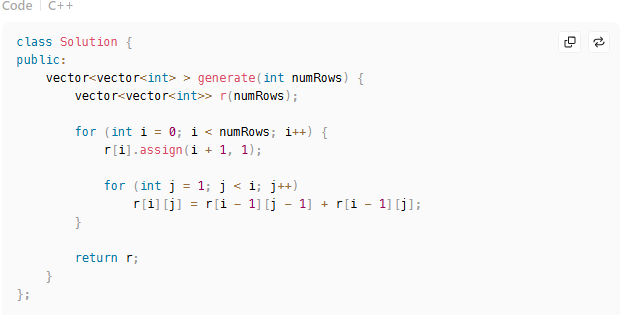 Code | C++
class Solution {
public:
    vector<vector<int> > generate(int numRows) {
        vector<vector<int>> r(numRows);

        for (int i = 0; i < numRows; i++) {
            r[i].assign(i + 1, 1);

            for (int j = 1; j < i; j++)
                r[i][j] = r[i - 1][j - 1] + r[i - 1][j];
        }

        return r;
    }
};